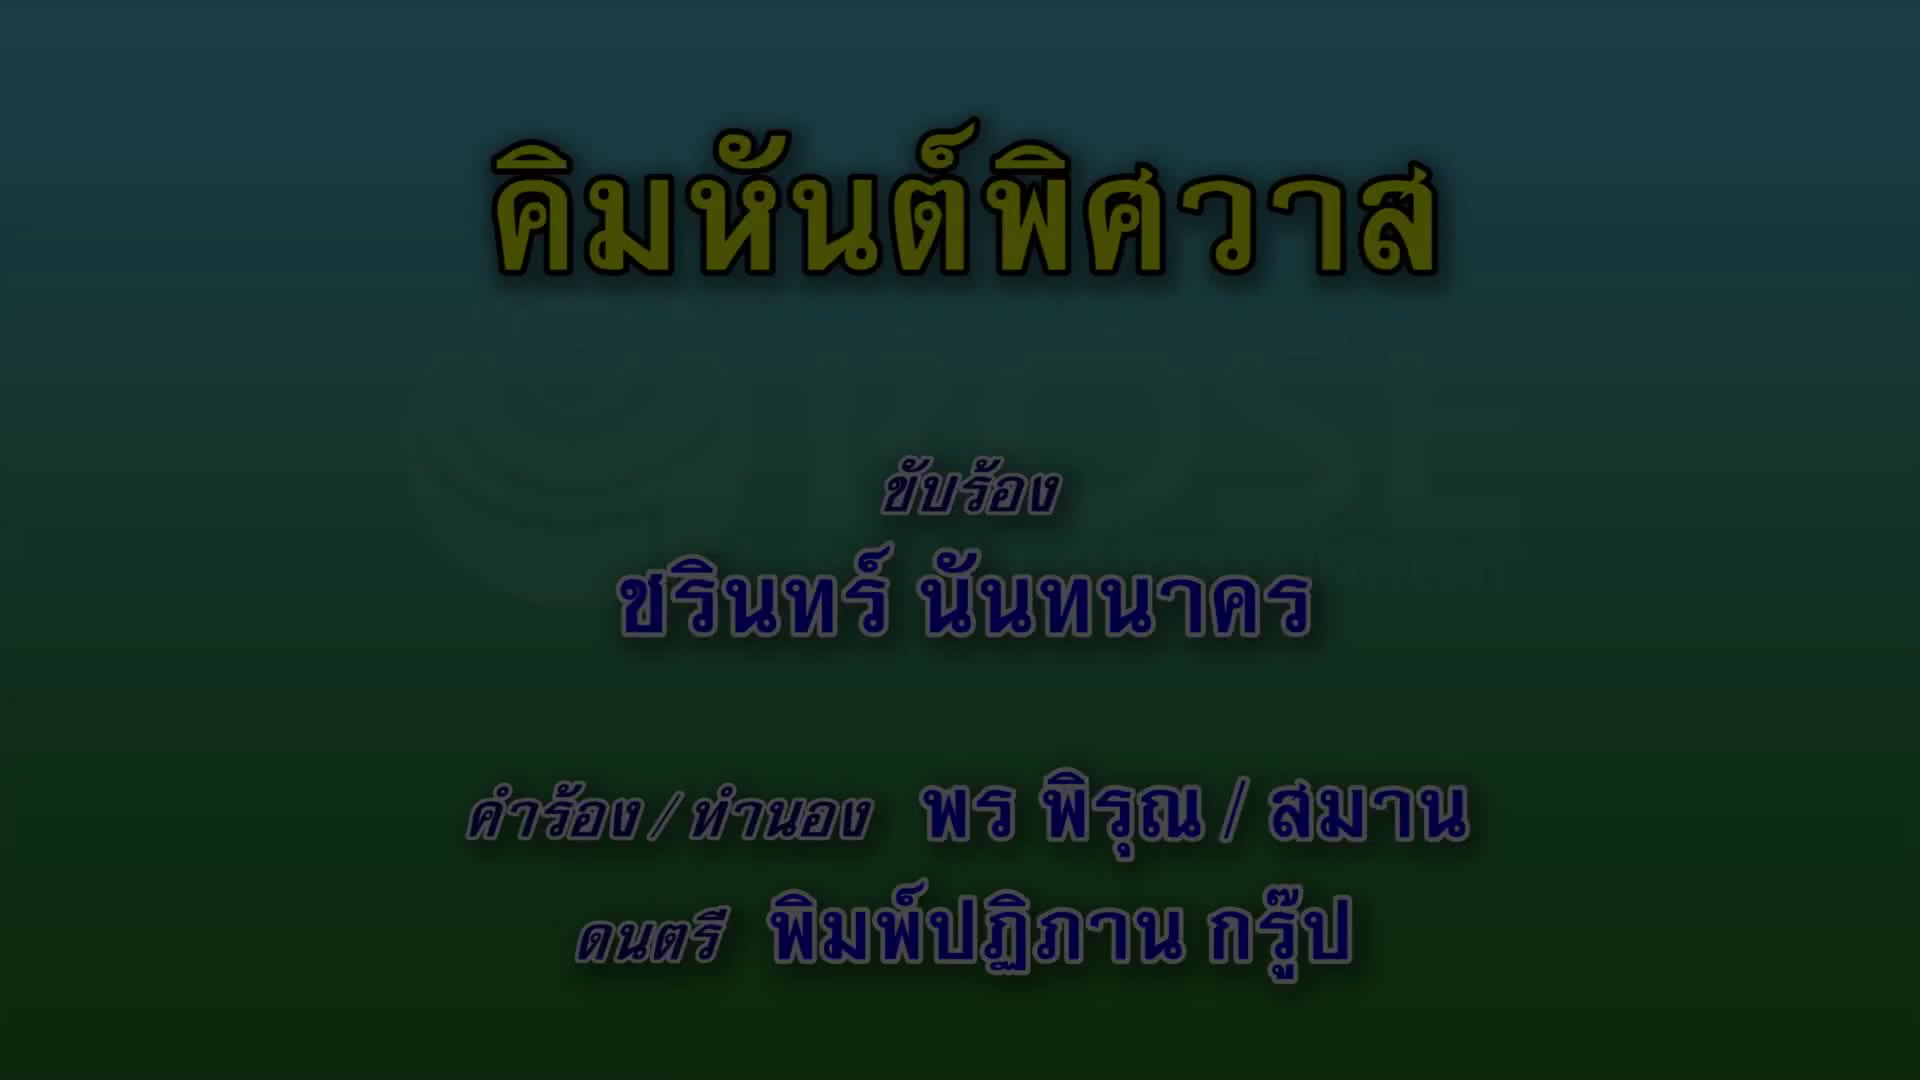 คิมหันต์พิศวาส
ROSE
ขับร้อง
ชรินทร์ นันทนาคร
คำร้อง / ทำนอง พร พิรุณ / สมาน
ดนตรี พิมพ์ปฏิภาน กรู๊ป